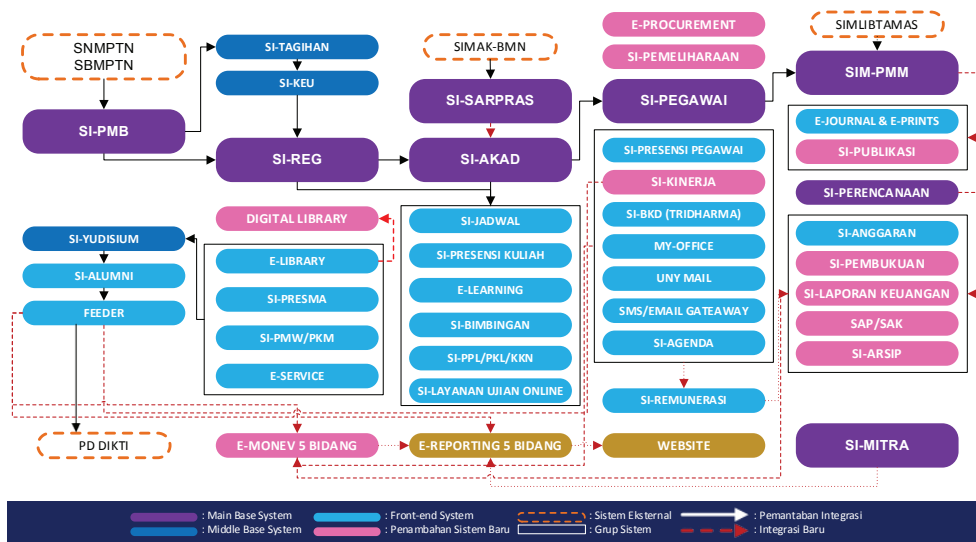 SNMPTN
SBMPTN
SI-TAGIHAN
SI-KEU
SIMAK-BMN
E-PROCUREMENT
SI-PEMELIHARAAN
SIMLIBTAMAS
SI-PMB
SI-REG
SI-SARPRAS
SI-AKAD
SI-PEGAWAI
SIM-PMM
E-JOURNAL & E-PRINTS
SI-PUBLIKASI
SI-PERENCANAAN
SI-PRESENSI PEGAWAI
SI-KINERJA
SI-BKD (TRIDHARMA)
MY-OFFICE
UNY MAIL
SMS/EMAIL GATEAWAY
SI-AGENDA
SI-REMUNERASI
SI-ANGGARAN
SI-PEMBUKUAN
SI-LAPORAN KEUANGAN
SAP/SAK
SI-ARSIP
DIGITAL LIBRARY
E-LIBRARY
SI-PRESMA
SI-PMW/PKM
E-SERVICE
SI-JADWAL
SI-PRESENSI KULIAH
E-LEARNING
SI-BIMBINGAN
SI-PPL/PKL/KKN
SI-LAYANAN UJIAN ONLINE
SI-YUDISIUM
SI-ALUMNI
FEEDER
PD DIKTI
E-MONEV 5 BIDANG
E-REPORTING 5 BIDANG
WEBSITE
SI-MITRA
: Main Base System
: Front-end System
: Sistem Eksternal
: Pemantaban Integrasi
: Middle Base System
: Penambahan Sistem Baru
: Grup Sistem
: Integrasi Baru